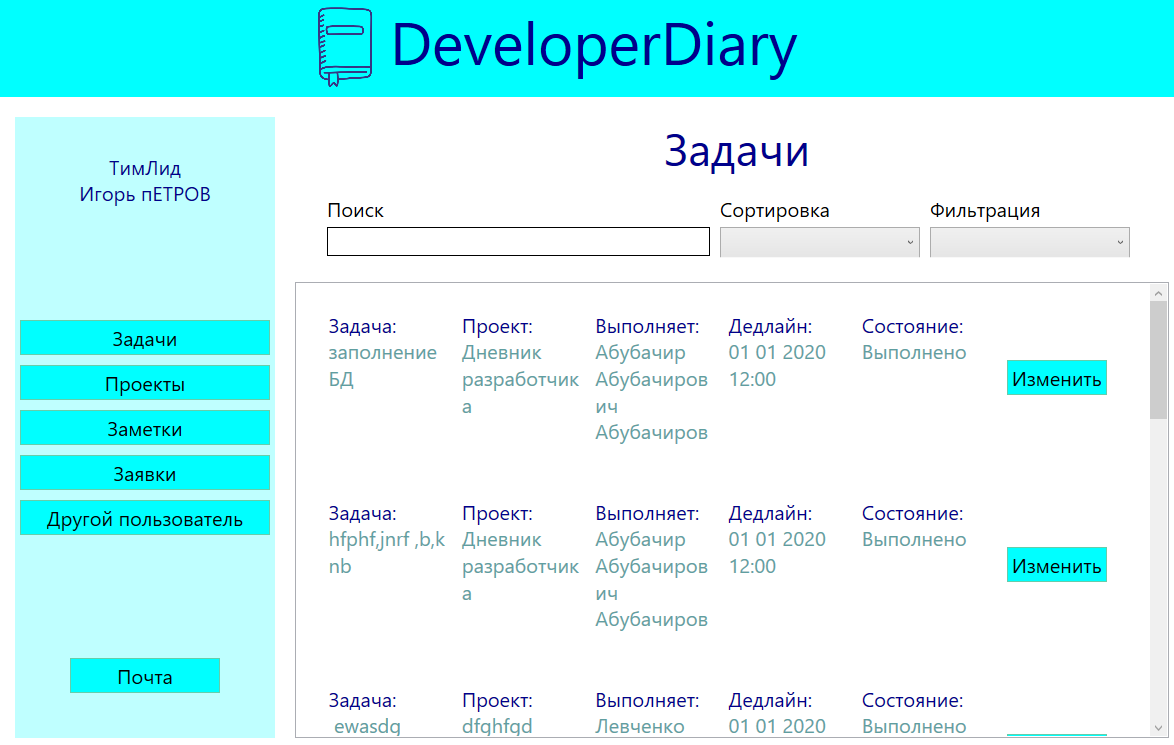 DeveloperDiary
ТимЛид
Игорь пЕТРОВ
Задачи
Проекты
Заметки
Заявки
Другой пользователь
Почта
Задачи
Поиск
Сортировка
Фильтрация
Задача:
заполнение
БД
Проект:
Дневник
разработчик
а
Выполняет:
Абубачир
Абубачиров
ич
Абубачиров
Дедлайн:
01 01 2020
12:00
Состояние:
Выполнено
Изменить
Задача:
hfphf,jnrf ,b,k
nb
Проект:
Дневник
разработчик
а
Выполняет:
Абубачир
Абубачиров
ич
Абубачиров
Дедлайн:
01 01 2020
12:00
Состояние:
Выполнено
Изменить
Задача:
ewasdg
Проект:
dfghfgd
Выполняет:
Левченко
Дедлайн:
01 01 2020
Состояние:
Выполнено